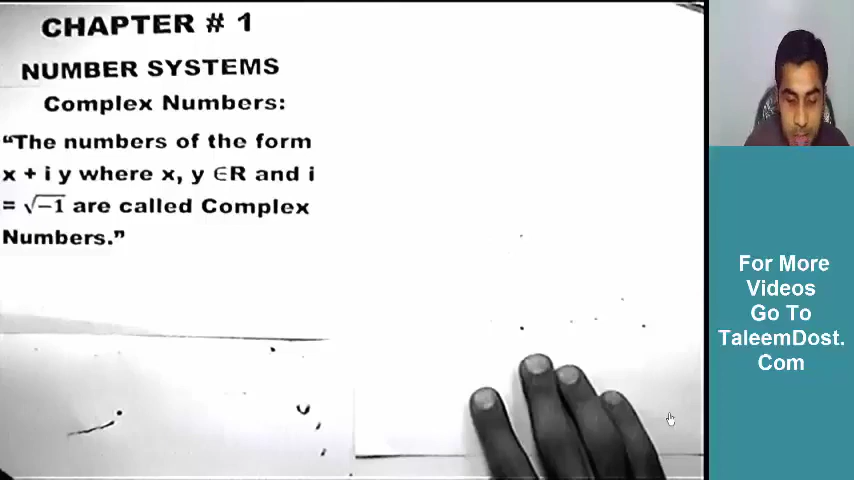 CHAPTER # 1
NUMBER SYSTEMS
Complex Numbers:
“The numbers of the form
x + i y where x, y ∈R and i
= √−1 are called Complex
Numbers.”
For More
Videos
Go To
TaleemDost.
Com